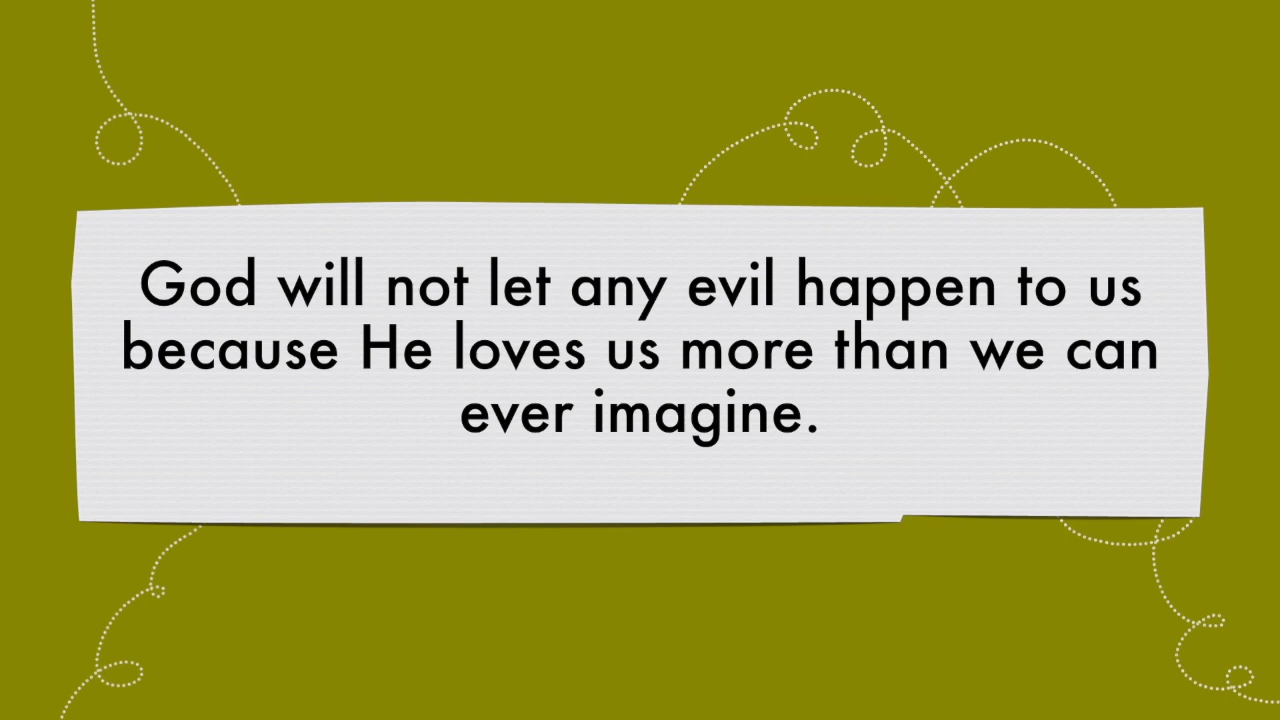 God will not let any evil happen to us
because He loves us more than we can
ever imagine.